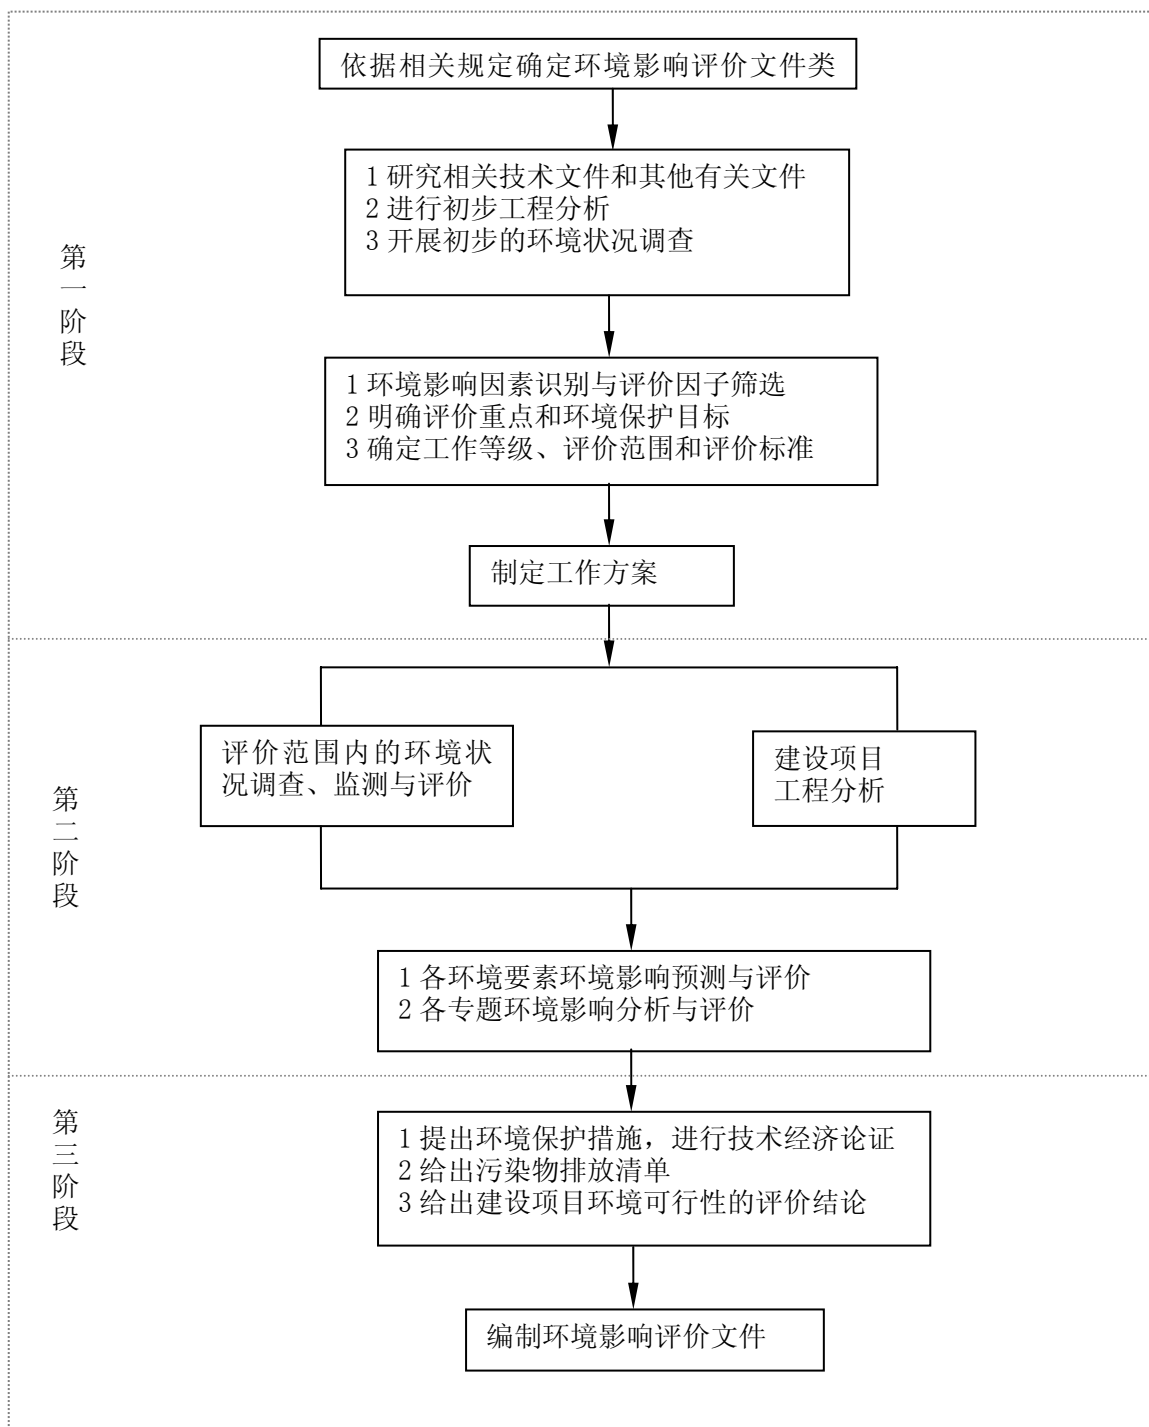 依据相关规定确定环境影响评价文件类
1 研究相关技术文件和其他有关文件
2 进行初步工程分析
3 开展初步的环境状况调查
第一阶段
1 环境影响因素识别与评价因子筛选
2 明确评价重点和环境保护目标
3 确定工作等级、评价范围和评价标准
制定工作方案
评价范围内的环境状
况调查、监测与评价
建设项目
工程分析
第二阶段
1 各环境要素环境影响预测与评价
2 各专题环境影响分析与评价
第三阶段
1 提出环境保护措施，进行技术经济论证
2 给出污染物排放清单
3 给出建设项目环境可行性的评价结论
编制环境影响评价文件